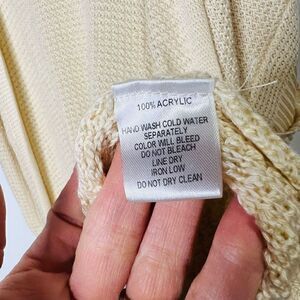 100% ACRYLIC
HAND WASH COLD WATER
SEPARATELY
COLOR WILL BLEED
DO NOT BLEACH
LINE DRY
IRON LOW
DO NOT DRY CLEAN